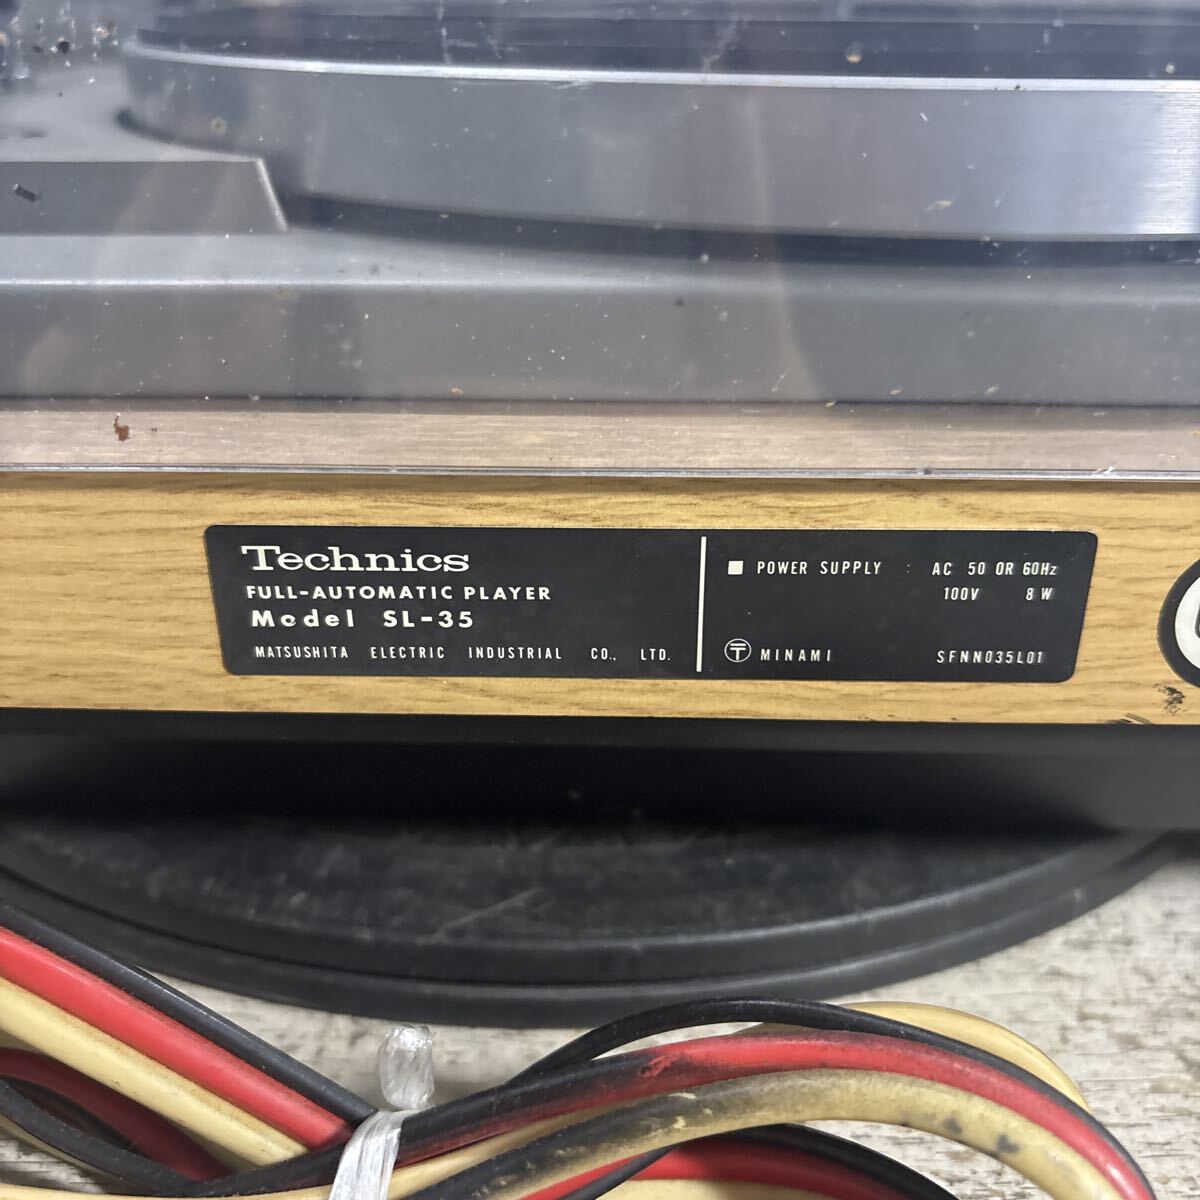 Technics
FULL-AUTOMATIC PLAYER
Model SL-35
MATSUSHITA ELECTRIC INDUSTRIAL CO., LTD.
POWER SUPPLY : AC 50 OR 60Hz
100V 8W
〒 MINAMI SFNN035L01